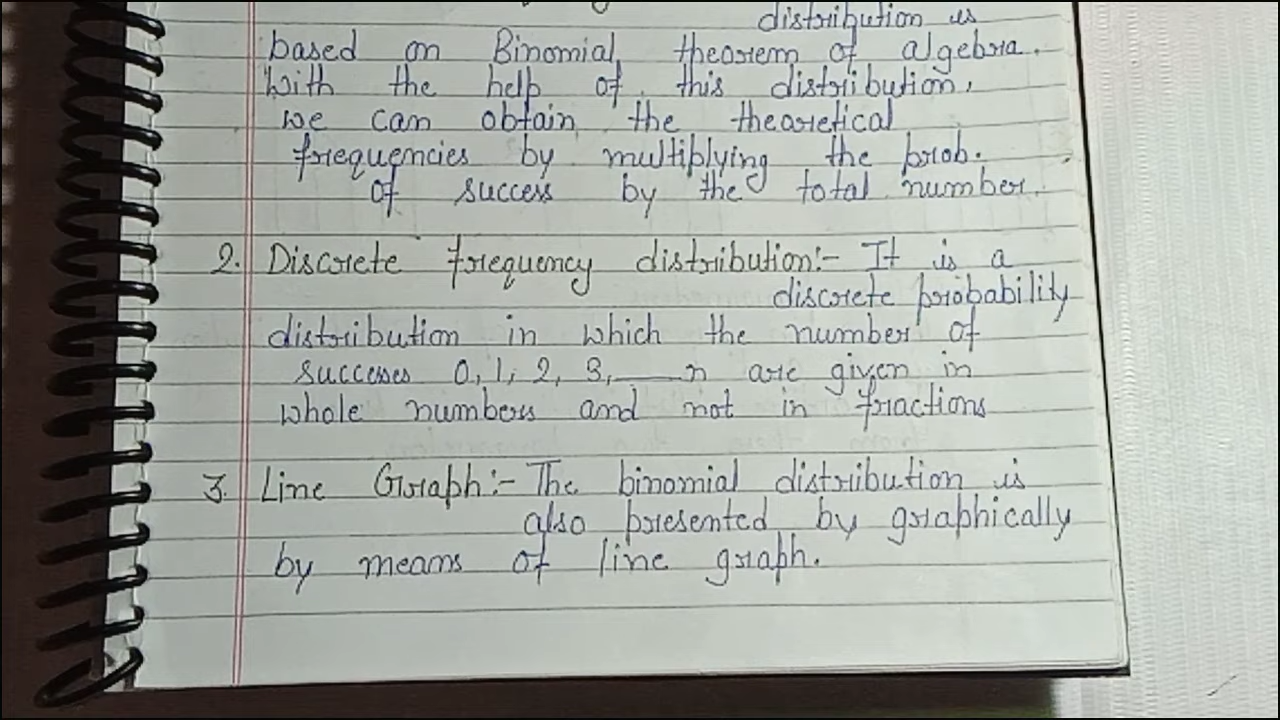 distribution is
based on Binomial theorem of algebra.
With the help of this distribution,
we can obtain the theoretical
frequencies by multiplying the prob.
of success by the total number.
2. Discrete frequency distribution:- It is a
discrete probability
distribution in which the number of
successes 0, 1, 2, 3, ——n are given in
whole numbers and not in fractions
3. Line Graph:- The binomial distribution is
also presented by graphically
by means of line graph.